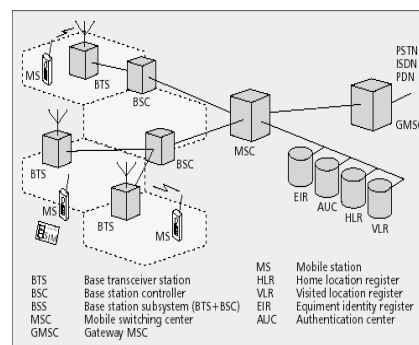 PSTN
ISDN
PDN
MS
BTS
BSC
GMSC
MSC
BTS
BSC
EIR
AUC
HLR
VLR
MS
SIM
BTS
MS
BTS Base transceiver station
BSC Base station controller
BSS Base station subsystem (BTS+BSC)
MSC Mobile switching center
GMSC Gateway MSC
MS Mobile station
HLR Home location register
VLR Visited location register
EIR Equiment identity register
AUC Authentication center